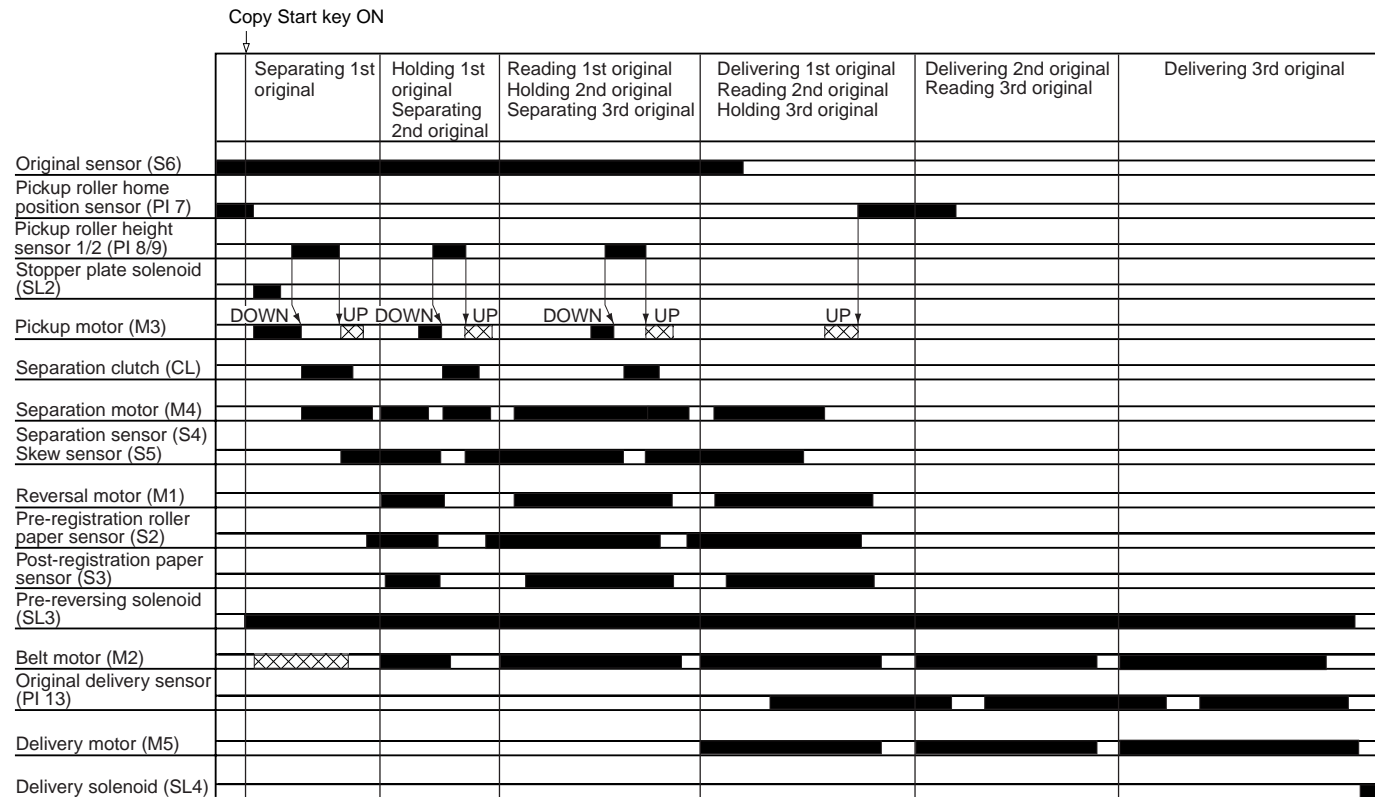 Copy Start key ON
Separating 1st
original
Holding 1st
original
Separating
2nd original
Reading 1st original
Holding 2nd original
Separating 3rd original
Delivering 1st original
Reading 2nd original
Holding 3rd original
Delivering 2nd original
Reading 3rd original
Delivering 3rd original
Original sensor (S6)
Pickup roller home
position sensor (PI 7)
Pickup roller height
sensor 1/2 (PI 8/9)
Stopper plate solenoid
(SL2)
DOWN UP DOWN UP DOWN UP UP
Pickup motor (M3)
Separation clutch (CL)
Separation motor (M4)
Separation sensor (S4)
Skew sensor (S5)
Reversal motor (M1)
Pre-registration roller
paper sensor (S2)
Post-registration paper
sensor (S3)
Pre-reversing solenoid
(SL3)
Belt motor (M2)
Original delivery sensor
(PI 13)
Delivery motor (M5)
Delivery solenoid (SL4)